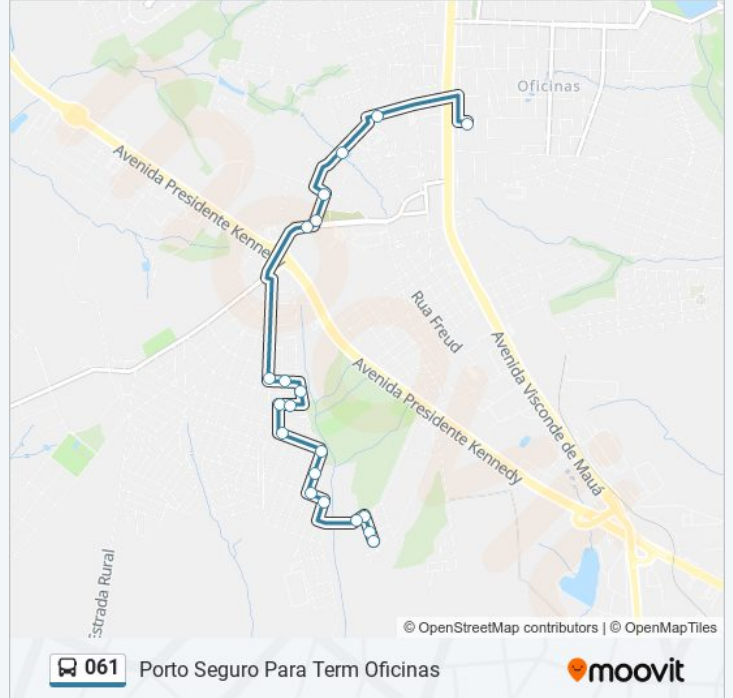 Oficinas
Avenida Presidente Kennedy
Rua Freud
Avenida Visconde de Mauá
Avenida Presidente Kennedy
Estrada Rural
© OpenStreetMap contributors | © OpenMapTiles
061 Porto Seguro Para Term Oficinas
moovit